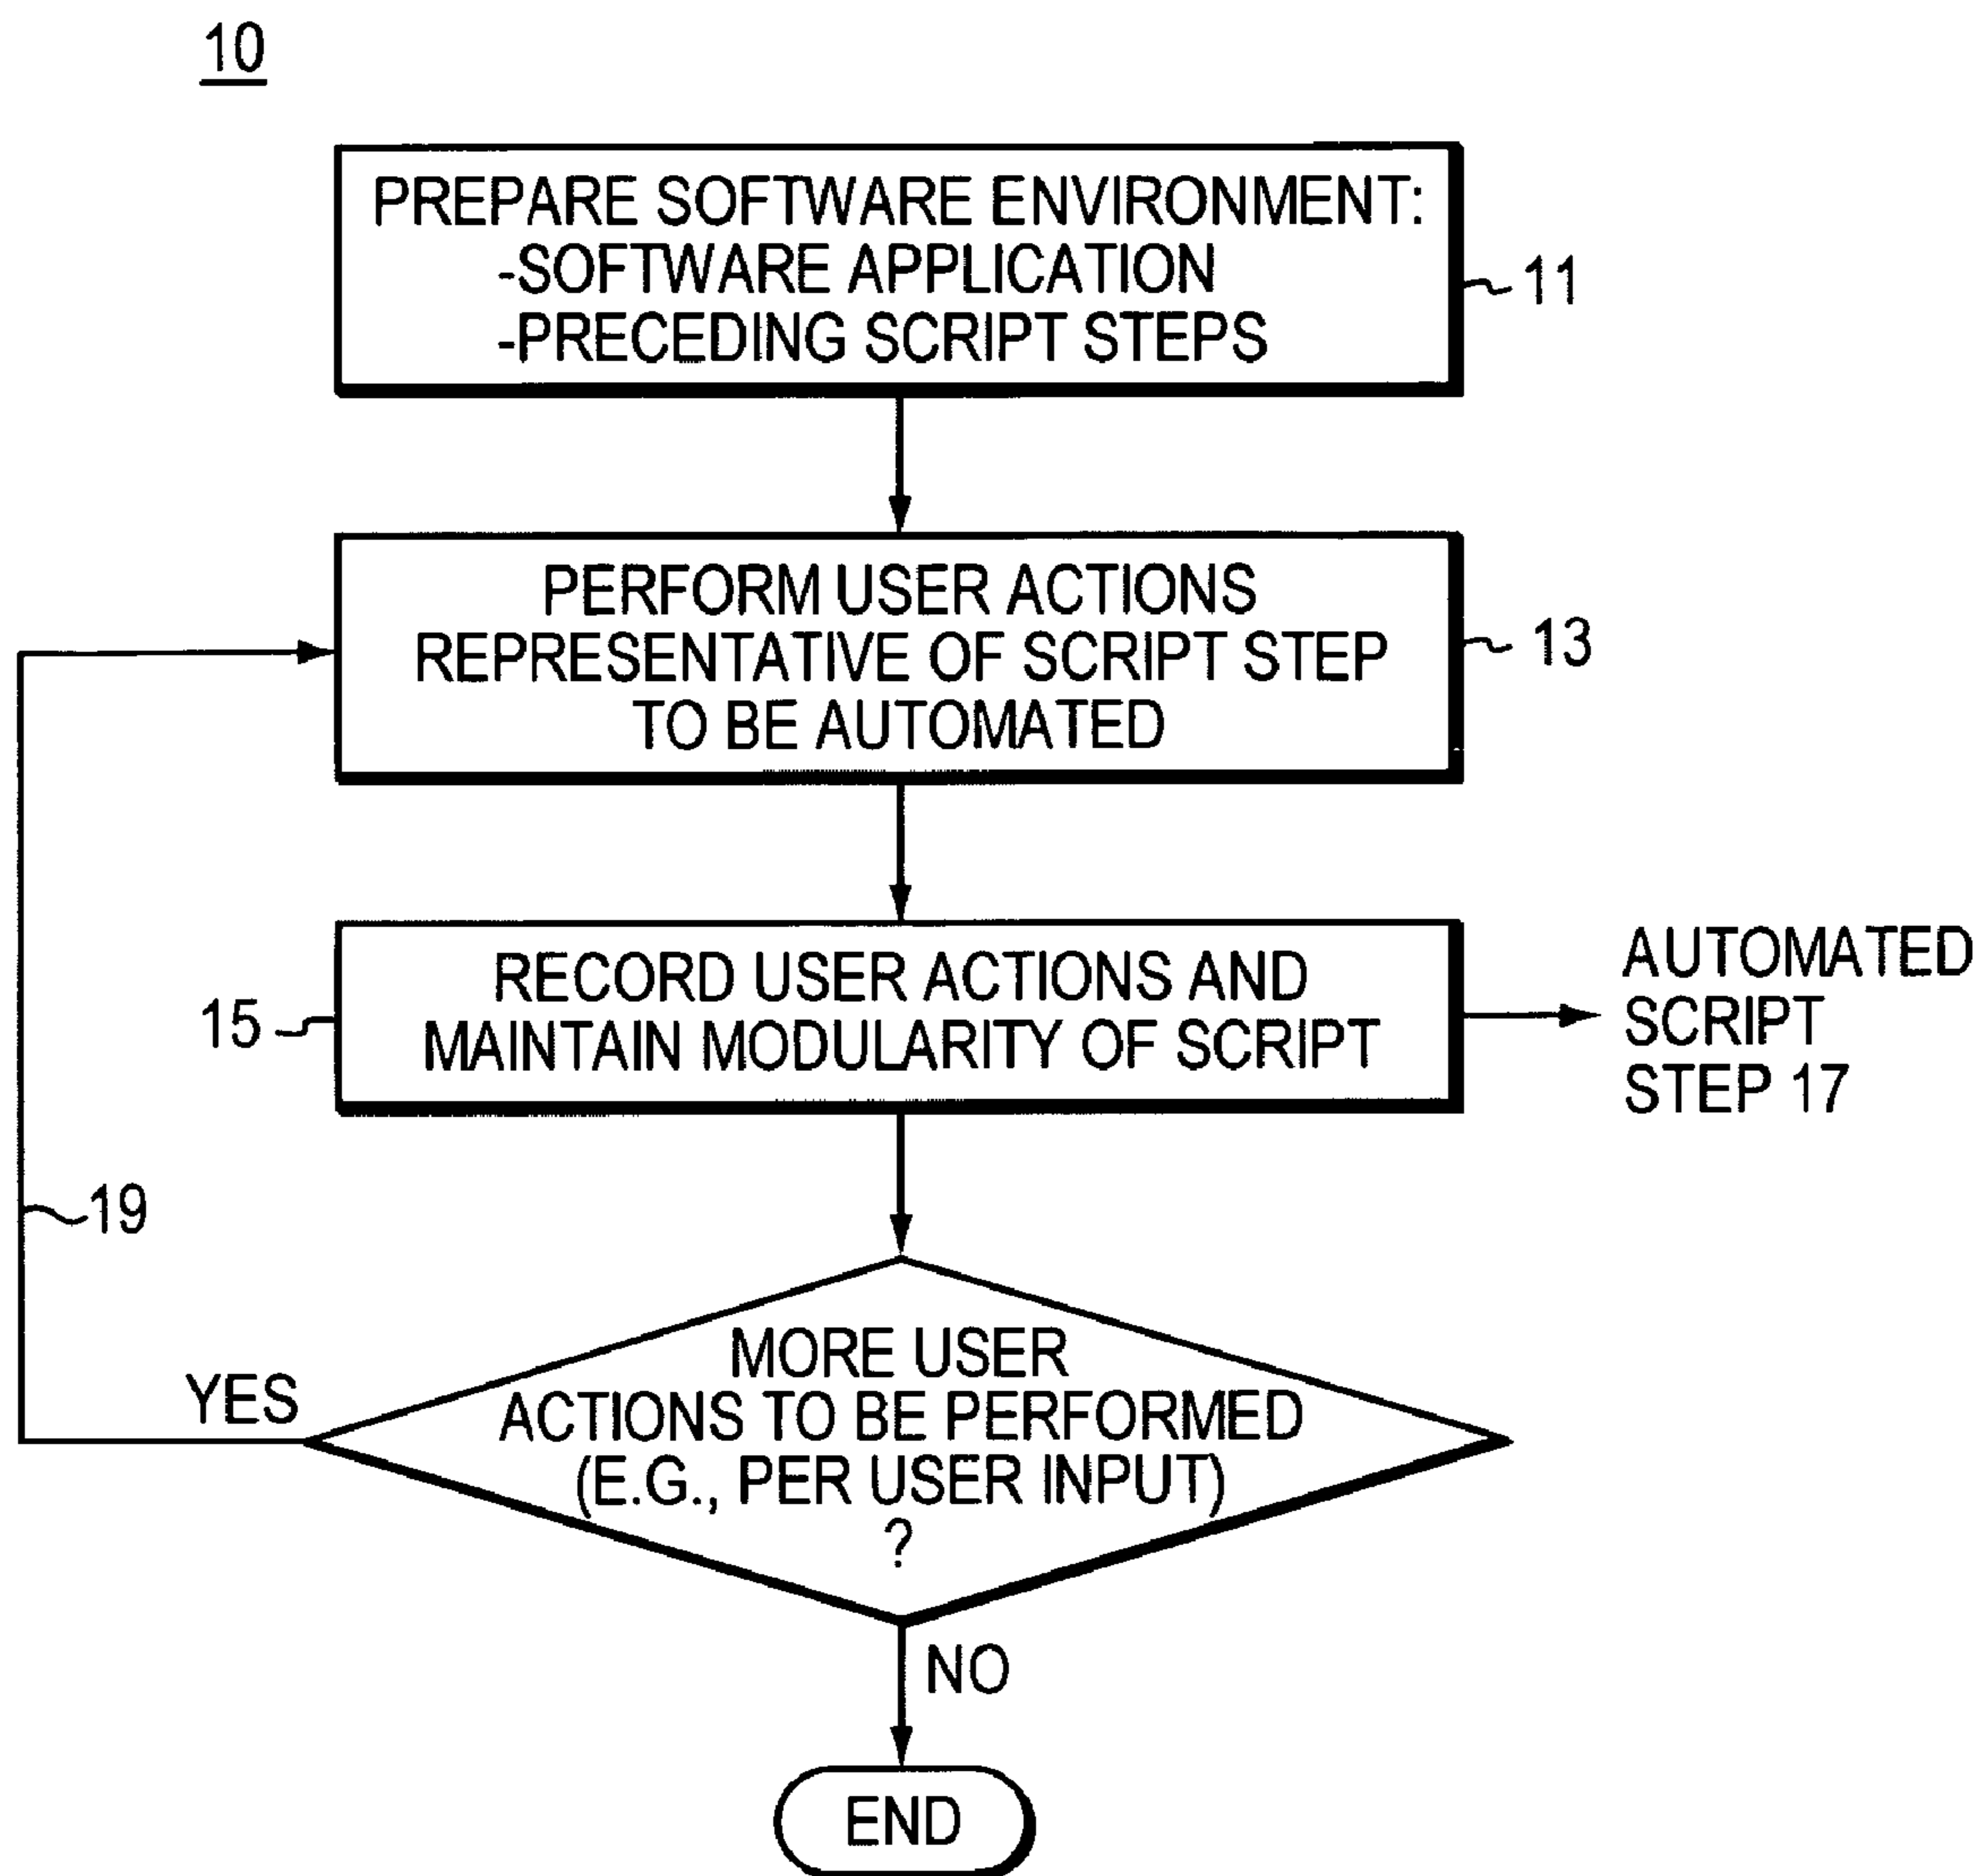 10
PREPARE SOFTWARE ENVIRONMENT:
-SOFTWARE APPLICATION
-PRECEDING SCRIPT STEPS
11
PERFORM USER ACTIONS
REPRESENTATIVE OF SCRIPT STEP
TO BE AUTOMATED
13
RECORD USER ACTIONS AND
MAINTAIN MODULARITY OF SCRIPT
15
AUTOMATED
SCRIPT
STEP 17
19
MORE USER
ACTIONS TO BE PERFORMED
(E.G., PER USER INPUT)
?
YES
NO
END